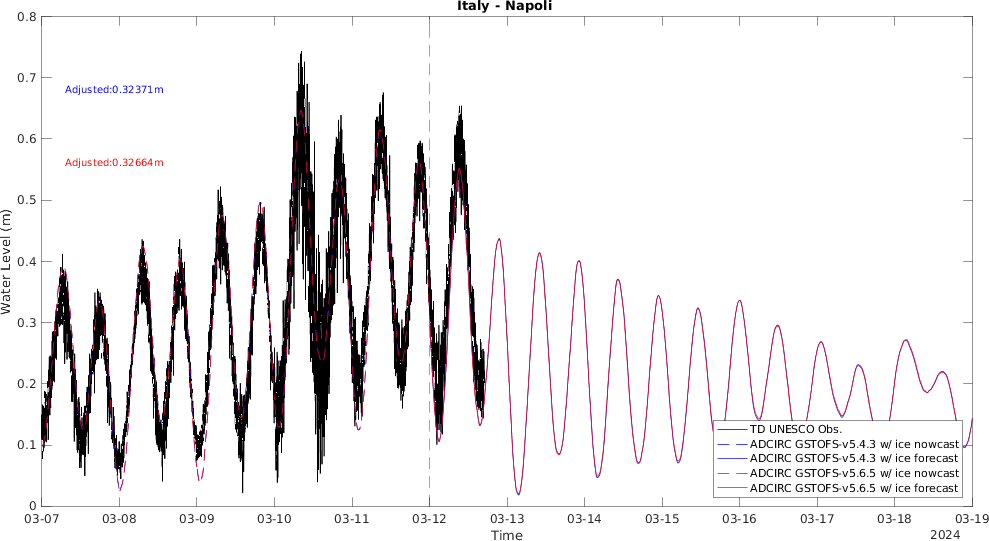 Italy - Napoli
0.8
0.7
0.6
0.5
0.4
0.3
0.2
0.1
0
Water Level (m)
Adjusted:0.32371m
Adjusted:0.32664m
TD UNESCO Obs.
ADCIRC GSTOFS-v5.4.3 w/ ice nowcast
ADCIRC GSTOFS-v5.4.3 w/ ice forecast
ADCIRC GSTOFS-v5.6.5 w/ ice nowcast
ADCIRC GSTOFS-v5.6.5 w/ ice forecast
03-07 03-08 03-09 03-10 03-11 03-12 03-13 03-14 03-15 03-16 03-17 03-18 03-19
Time
2024